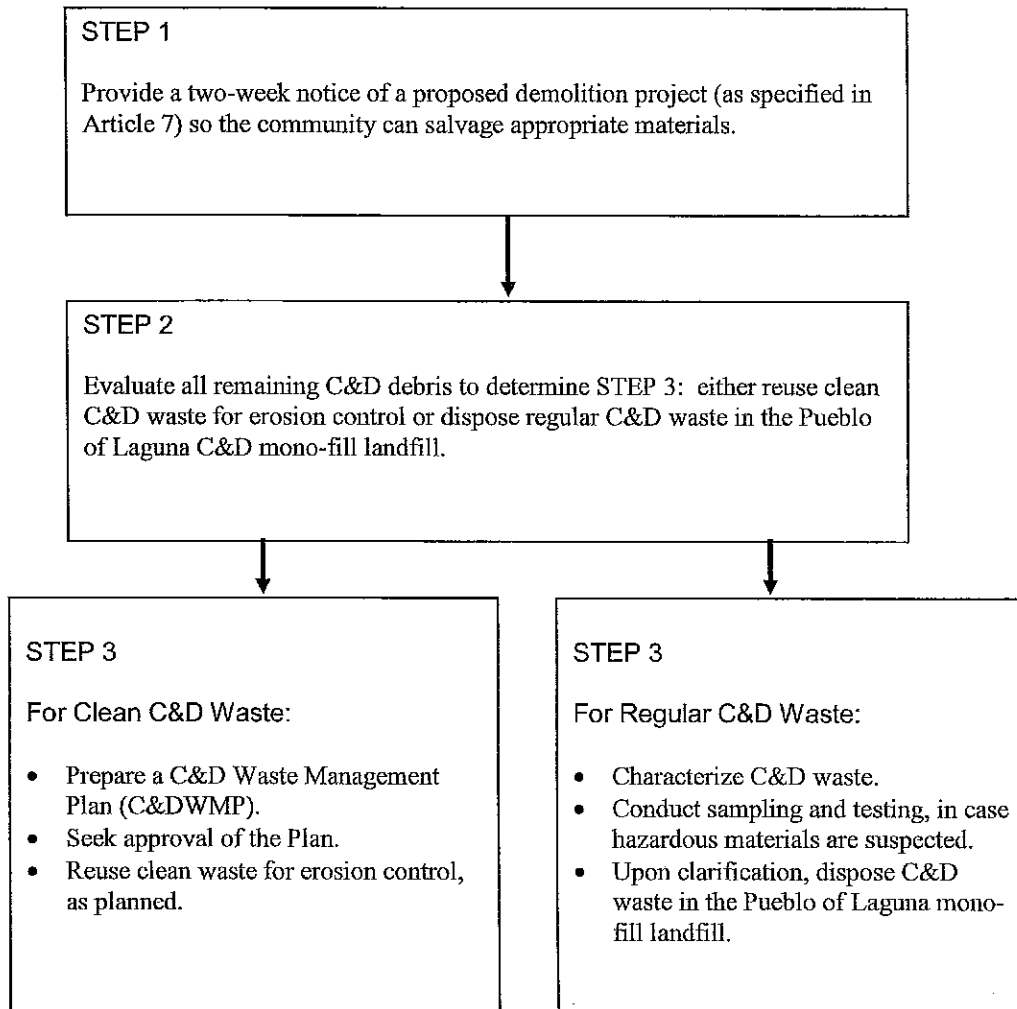 STEP 1
Provide a two-week notice of a proposed demolition project (as specified in
Article 7) so the community can salvage appropriate materials.
STEP 2
Evaluate all remaining C&D debris to determine STEP 3: either reuse clean
C&D waste for erosion control or dispose regular C&D waste in the Pueblo
of Laguna C&D mono-fill landfill.
STEP 3
For Clean C&D Waste:
• Prepare a C&D Waste Management
Plan (C&DWMP).
• Seek approval of the Plan.
• Reuse clean waste for erosion control,
as planned.
STEP 3
For Regular C&D Waste:
• Characterize C&D waste.
• Conduct sampling and testing, in case
hazardous materials are suspected.
• Upon clarification, dispose C&D
waste in the Pueblo of Laguna mono-
fill landfill.